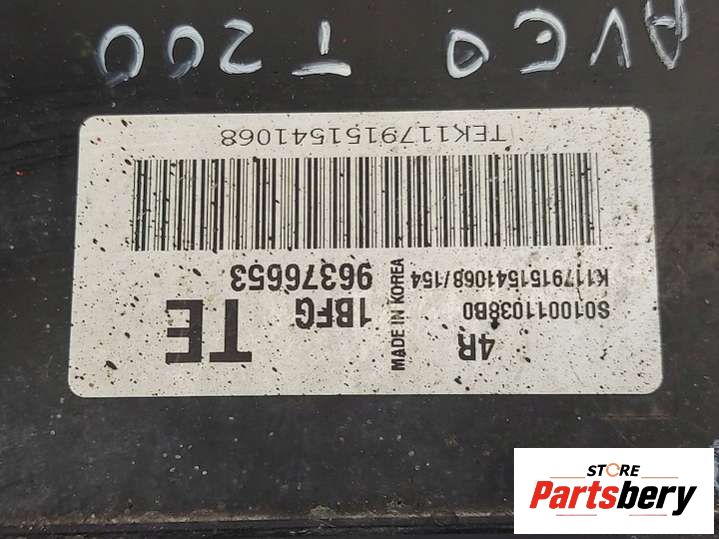 AVEO T200
TEK1179151541068
K1179151541068/154
S010011038B0
MADE IN KOREA
96376653
1BFG
4R
TE
STORE
Partsbery